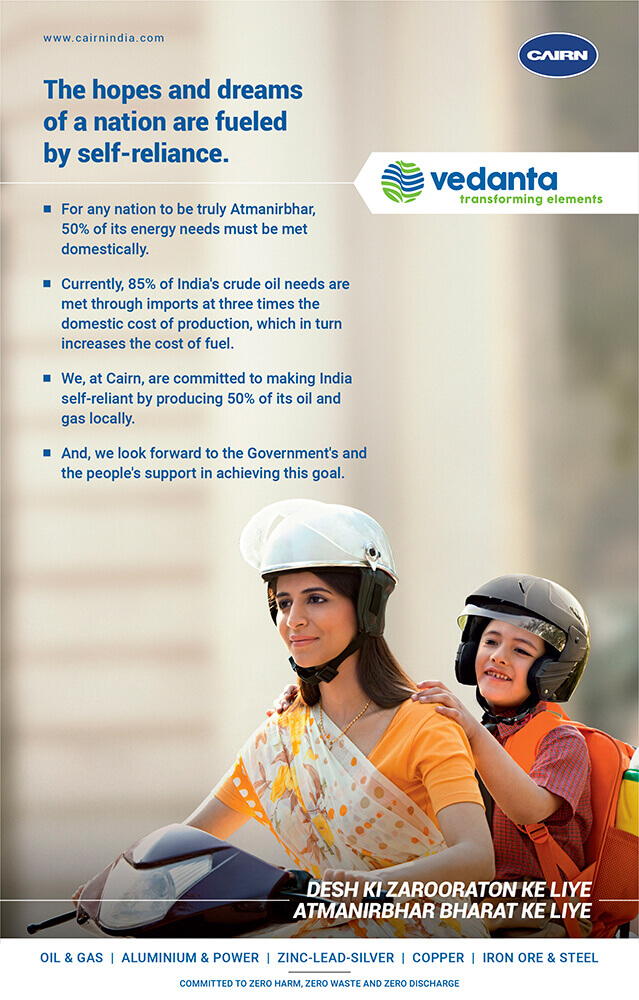 www.cairnindia.com
CAIRN
The hopes and dreams
of a nation are fueled
by self-reliance.
vedanta
transforming elements
■ For any nation to be truly Atmanirbhar,
50% of its energy needs must be met
domestically.
■ Currently, 85% of India's crude oil needs are
met through imports at three times the
domestic cost of production, which in turn
increases the cost of fuel.
■ We, at Cairn, are committed to making India
self-reliant by producing 50% of its oil and
gas locally.
■ And, we look forward to the Government's and
the people's support in achieving this goal.
DESH KI ZAROORATON KE LIYE
ATMANIRBHAR BHARAT KE LIYE
OIL & GAS | ALUMINIUM & POWER | ZINC-LEAD-SILVER | COPPER | IRON ORE & STEEL
COMMITTED TO ZERO HARM, ZERO WASTE AND ZERO DISCHARGE